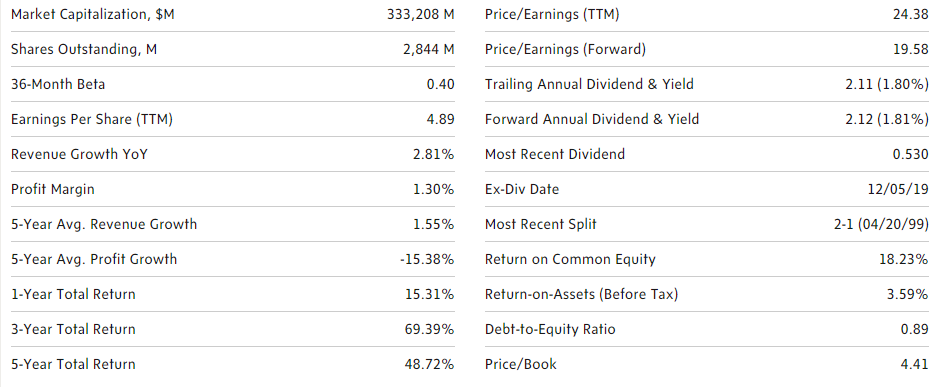 Market Capitalization, $M 333,208 M
Shares Outstanding, M 2,844 M
36-Month Beta 0.40
Earnings Per Share (TTM) 4.89
Revenue Growth YoY 2.81%
Profit Margin 1.30%
5-Year Avg. Revenue Growth 1.55%
5-Year Avg. Profit Growth -15.38%
1-Year Total Return 15.31%
3-Year Total Return 69.39%
5-Year Total Return 48.72%
Price/Earnings (TTM) 24.38
Price/Earnings (Forward) 19.58
Trailing Annual Dividend & Yield 2.11 (1.80%)
Forward Annual Dividend & Yield 2.12 (1.81%)
Most Recent Dividend 0.530
Ex-Div Date 12/05/19
Most Recent Split 2-1 (04/20/99)
Return on Common Equity 18.23%
Return-on-Assets (Before Tax) 3.59%
Debt-to-Equity Ratio 0.89
Price/Book 4.41